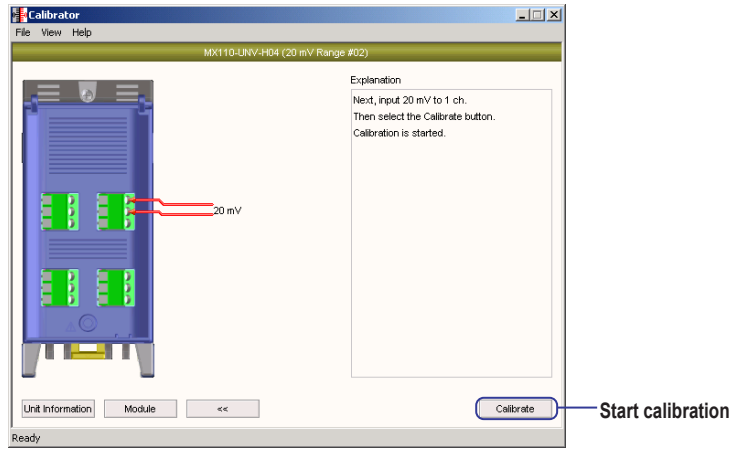 Calibrator
File View Help
MX110-UNV-H04 (20 mV Range #02)
Explanation
Next, input 20 mV to 1 ch.
Then select the Calibrate button.
Calibration is started.
20 mV
Unit Information Module << Calibrate
Start calibration
Ready